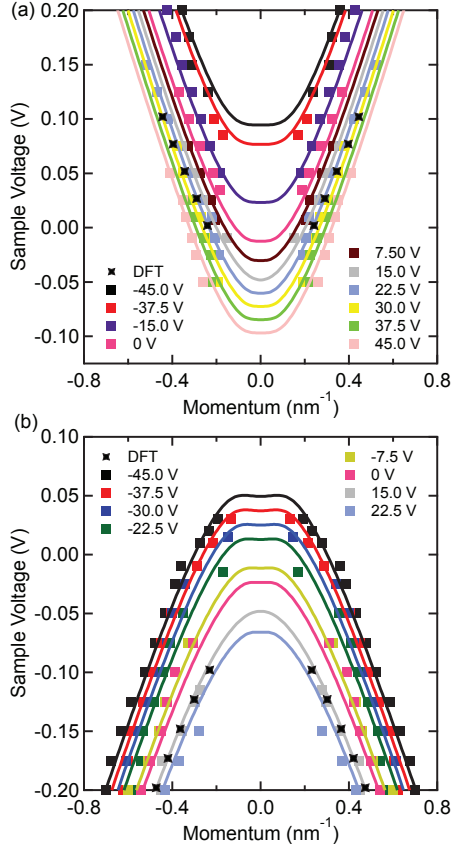 (a)
0.20
0.15
0.10
0.05
0.00
-0.05
-0.10
Sample Voltage (V)
DFT
-45.0 V
-37.5 V
-15.0 V
0 V
7.50 V
15.0 V
22.5 V
30.0 V
37.5 V
45.0 V
-0.8 -0.4 0.0 0.4 0.8
Momentum (nm⁻¹)
(b)
0.10
0.05
0.00
-0.05
-0.10
-0.15
-0.20
Sample Voltage (V)
DFT
-45.0 V
-37.5 V
-30.0 V
-22.5 V
-7.5 V
0 V
15.0 V
22.5 V
-0.8 -0.4 0.0 0.4 0.8
Momentum (nm⁻¹)